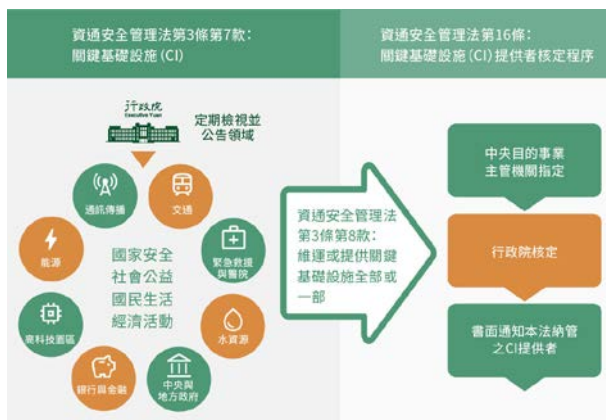 資通安全管理法第3條第7款：
關鍵基礎設施(CI)
資通安全管理法第16條：
關鍵基礎設施(CI)提供者核定程序
行政院
Executive Yuan
定期檢視並
公告領域
通訊傳播
交通
能源
緊急救援
與醫院
高科技園區
水資源
銀行與金融
中央與
地方政府
國家安全
社會公益
國民生活
經濟活動
資通安全管理法
第3條第8款：
維運或提供關鍵
基礎設施全部或
一部
中央目的事業
主管機關指定
行政院核定
書面通知本法納管
之CI提供者